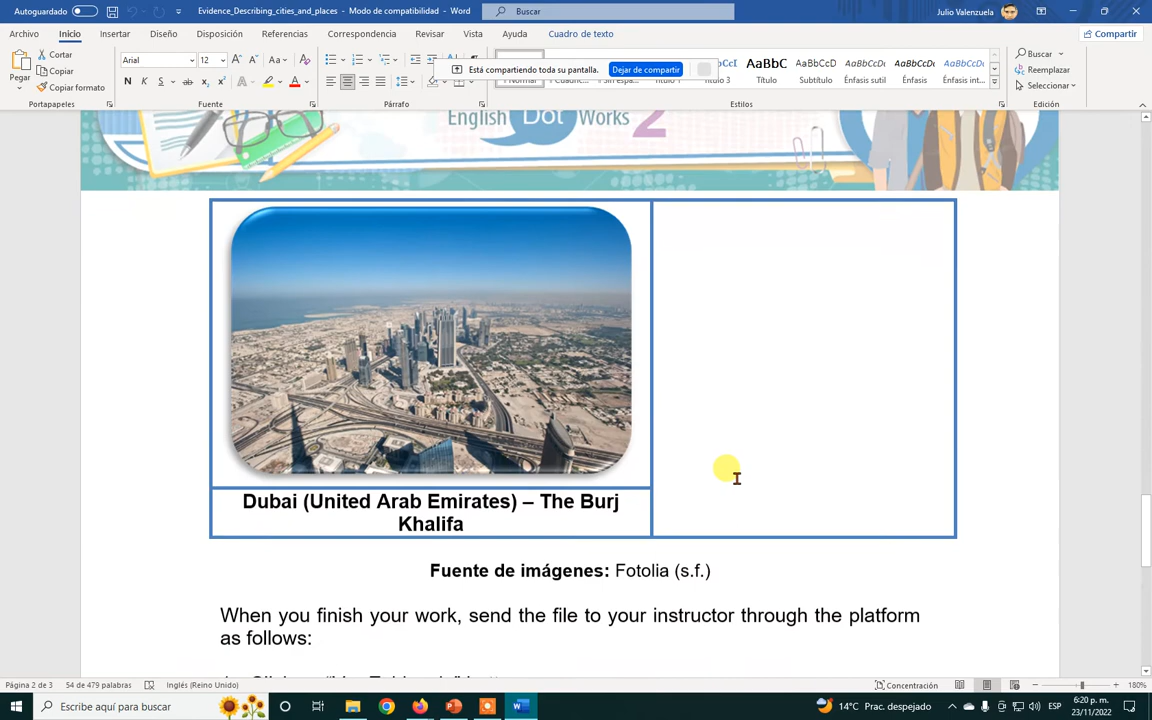 Autoguardado
Evidence_Describing_cities_and_places - Modo de compatibilidad - Word
Buscar
Julio Valenzuela
Archivo Inicio Insertar Diseño Disposición Referencias Correspondencia Revisar Vista Ayuda Cuadro de texto
Compartir
Pegar
Cortar
Copiar
Copiar formato
Portapapeles
Arial 12
N K S
Fuente
Párrafo
Está compartiendo toda su pantalla. Dejar de compartir
AaBbC AaBbCcD AaBbCcDc AaBbCcDc AaBbCcDc
Título Subtítulo Énfasis sutil Énfasis Énfasis int...
Estilos
Buscar
Reemplazar
Seleccionar
Edición
English Dot Works 2
Dubai (United Arab Emirates) – The Burj
Khalifa
Fuente de imágenes: Fotolia (s.f.)
When you finish your work, send the file to your instructor through the platform
as follows:
Página 2 de 3 54 de 479 palabras Inglés (Reino Unido) Concentración 180%
Escribe aquí para buscar
14°C Prac. despejado
ESP
6:20 p. m.
23/11/2022